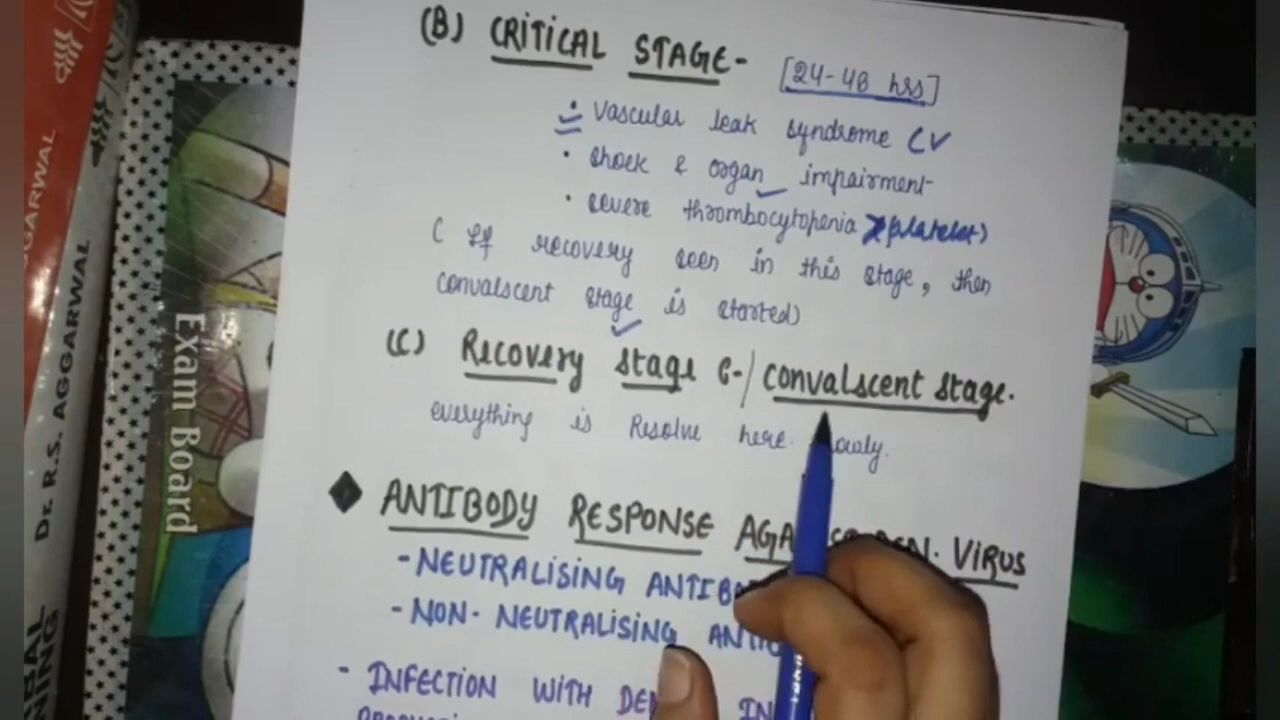 (B) CRITICAL STAGE- [24-48 hrs]
• Vascular leak syndrome
• shock & organ impairment
• severe thrombocytopenia platelet)
( If recovery seen in this stage, then
convalscent stage is started)
(C) Recovery stage :-/convalscent stage.
everything is Resolve here
ANTIBODY RESPONSE DEN. VIRUS
- NEUTRALISING
- NON- NEUTRALISING
- INFECTION WITH
Exam Board
Dr. R.S. AGGARWAL